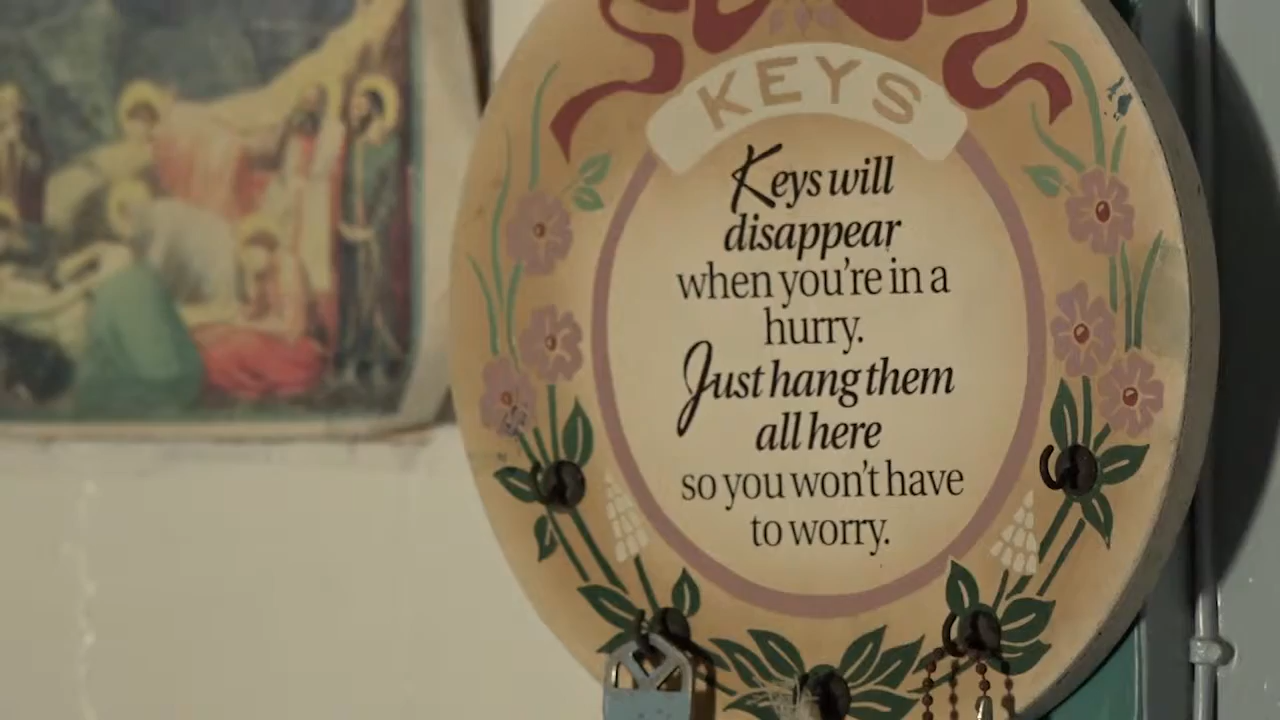 KEYS
Keys will
disappear
when you're in a
hurry.
Just hang them
all here
so you won't have
to worry.